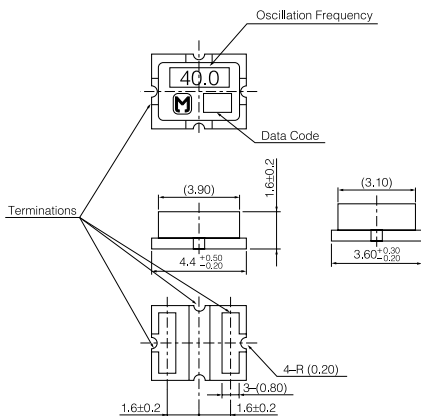 Oscillation Frequency
40.0
M
Data Code
Terminations
(3.90)
1.6±0.2
4.4 +0.50 -0.20
(3.10)
3.60 +0.30 -0.20
4–R (0.20)
3–(0.80)
1.6±0.2
1.6±0.2